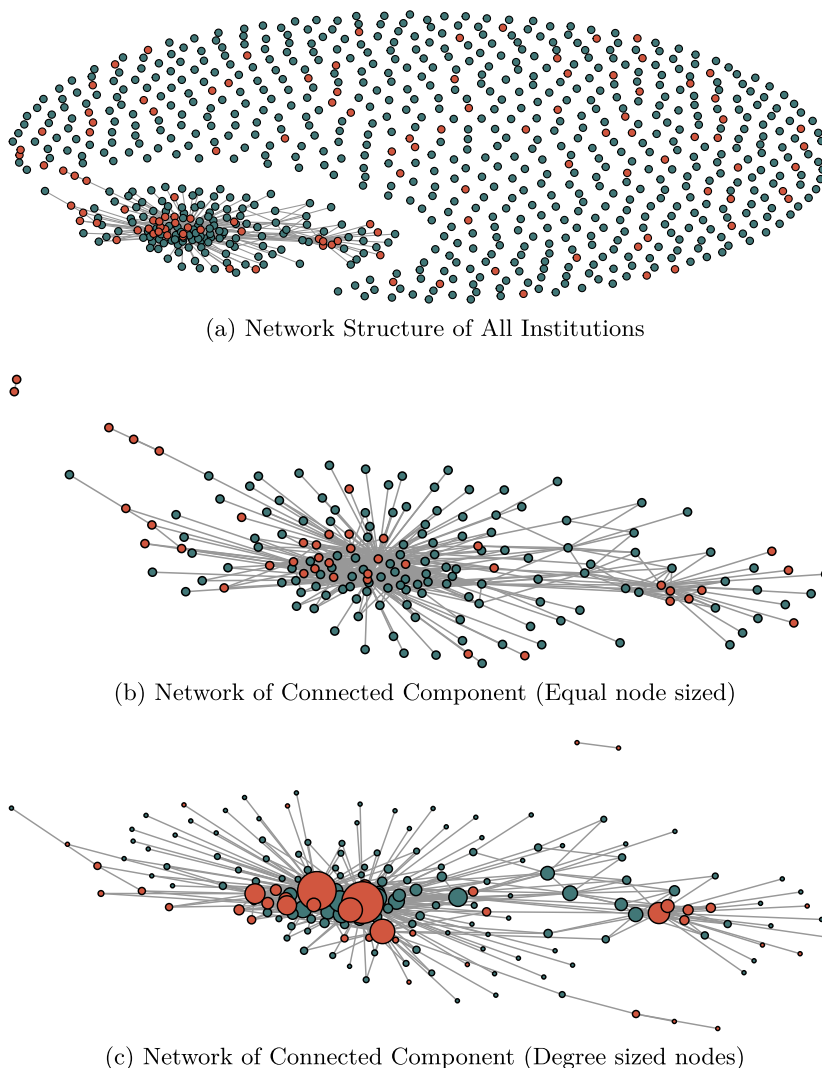 (a) Network Structure of All Institutions
(b) Network of Connected Component (Equal node sized)
(c) Network of Connected Component (Degree sized nodes)